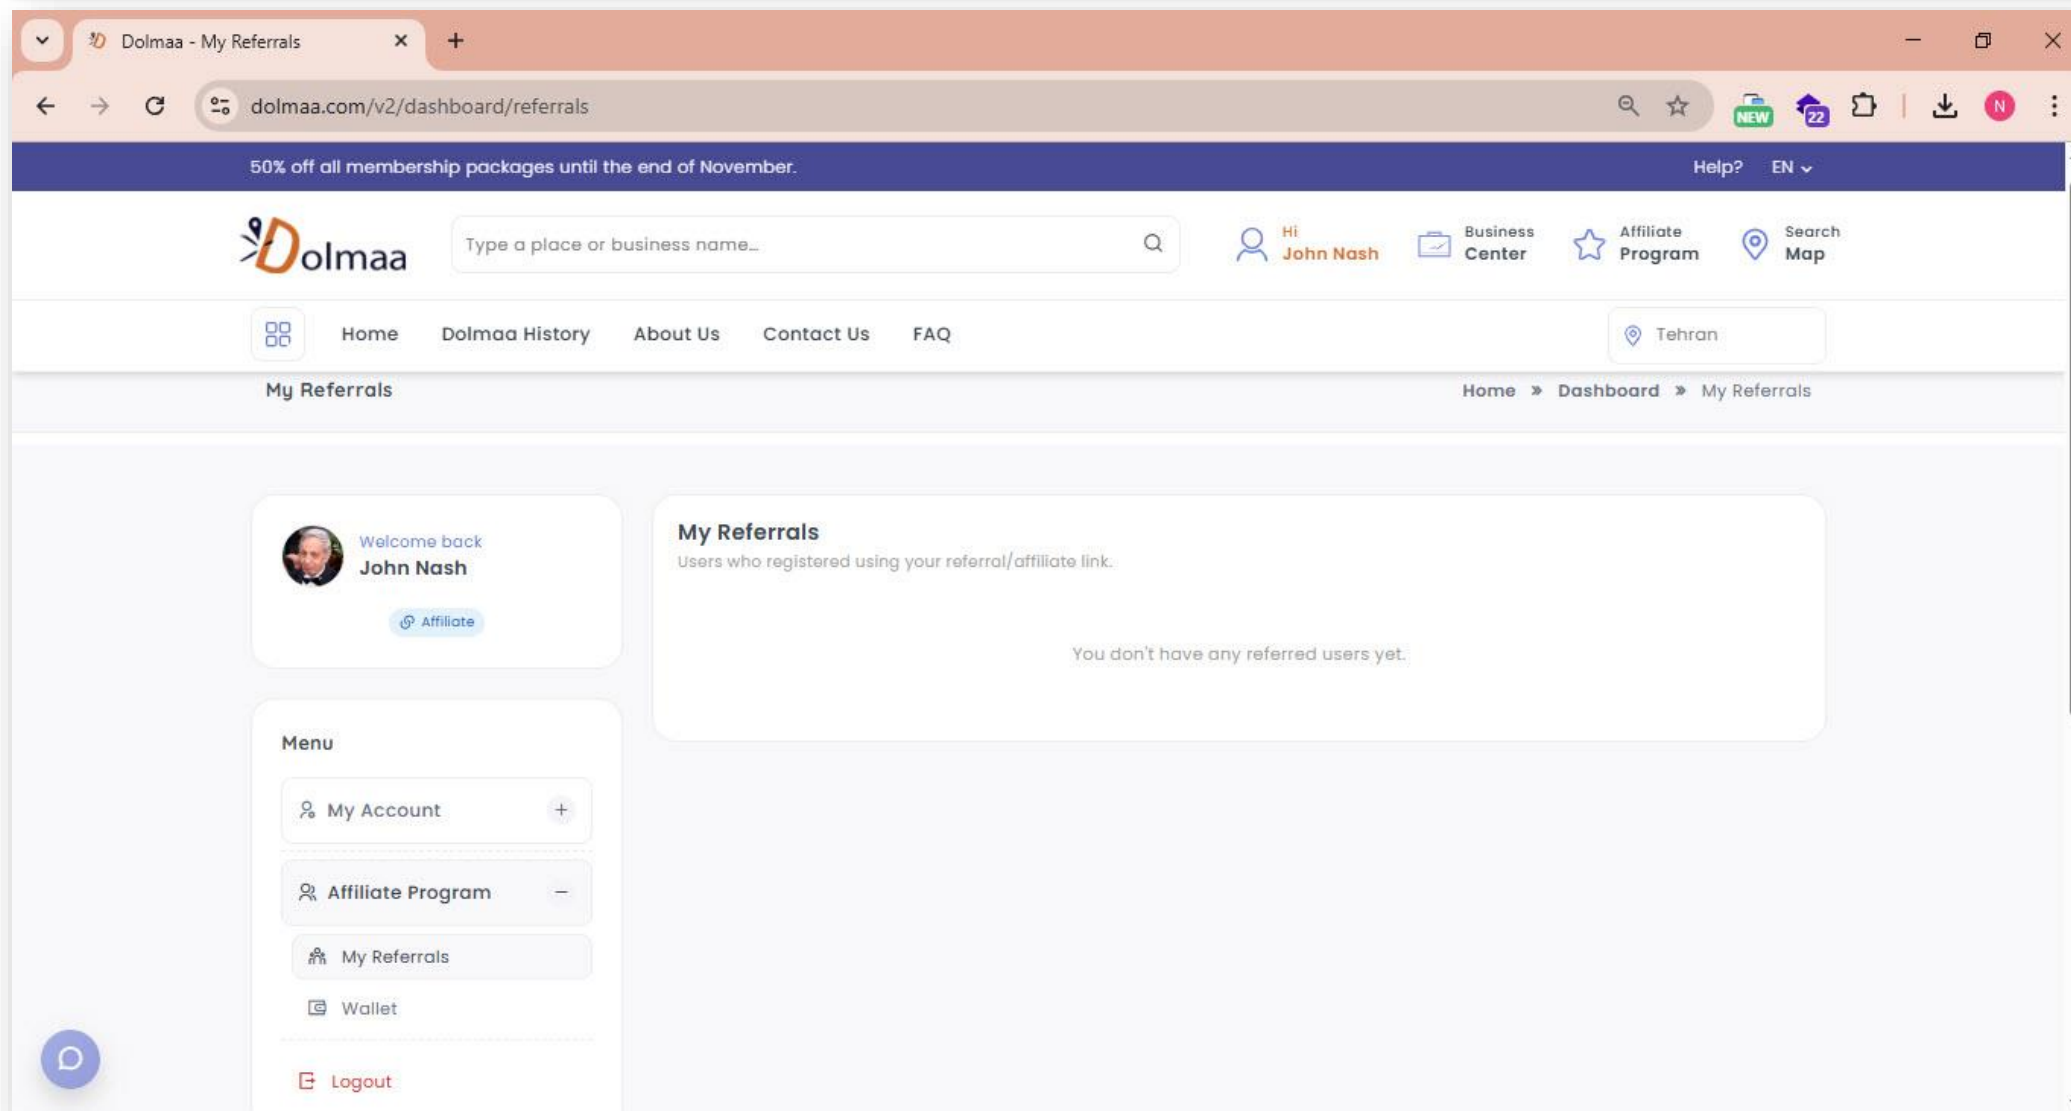 Dolmaa - My Referrals
dolmaa.com/v2/dashboard/referrals
NEW
22
N
50% off all membership packages until the end of November.
Help?
EN
Dolmaa
Type a place or business name...
Hi
John Nash
Business
Center
Affiliate
Program
Search
Map
Home
Dolmaa History
About Us
Contact Us
FAQ
Tehran
My Referrals
Home » Dashboard » My Referrals
Welcome back
John Nash
Affiliate
My Referrals
Users who registered using your referral/affiliate link.
You don't have any referred users yet.
Menu
My Account
Affiliate Program
My Referrals
Wallet
Logout